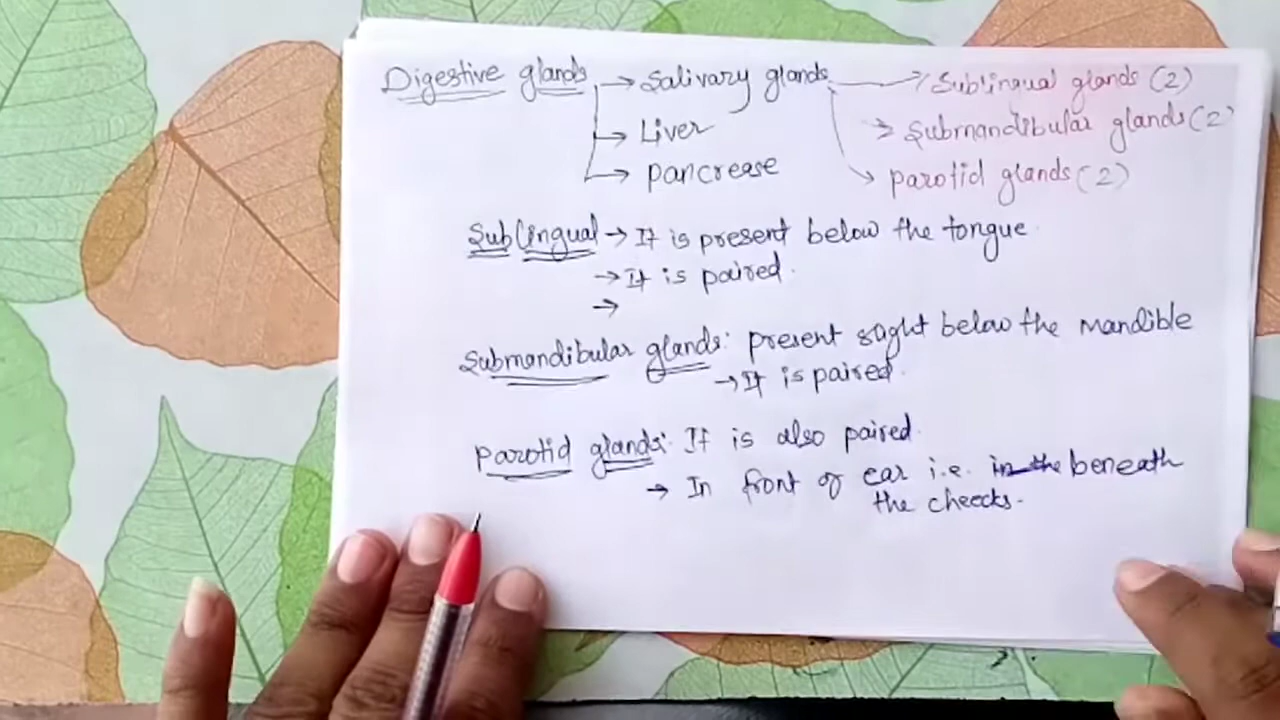 Digestive glands → Salivary glands → Sublingual glands (2)
→ Liver → Submandibular glands (2)
→ pancrease → parotid glands (2)
Sublingual → It is present below the tongue.
→ It is paired.
→
Submandibular glands: present saght below the Mandible
→ It is paired.
parotid glands: It is also paired.
→ In front of ear i.e. in the beneath
the cheecks.